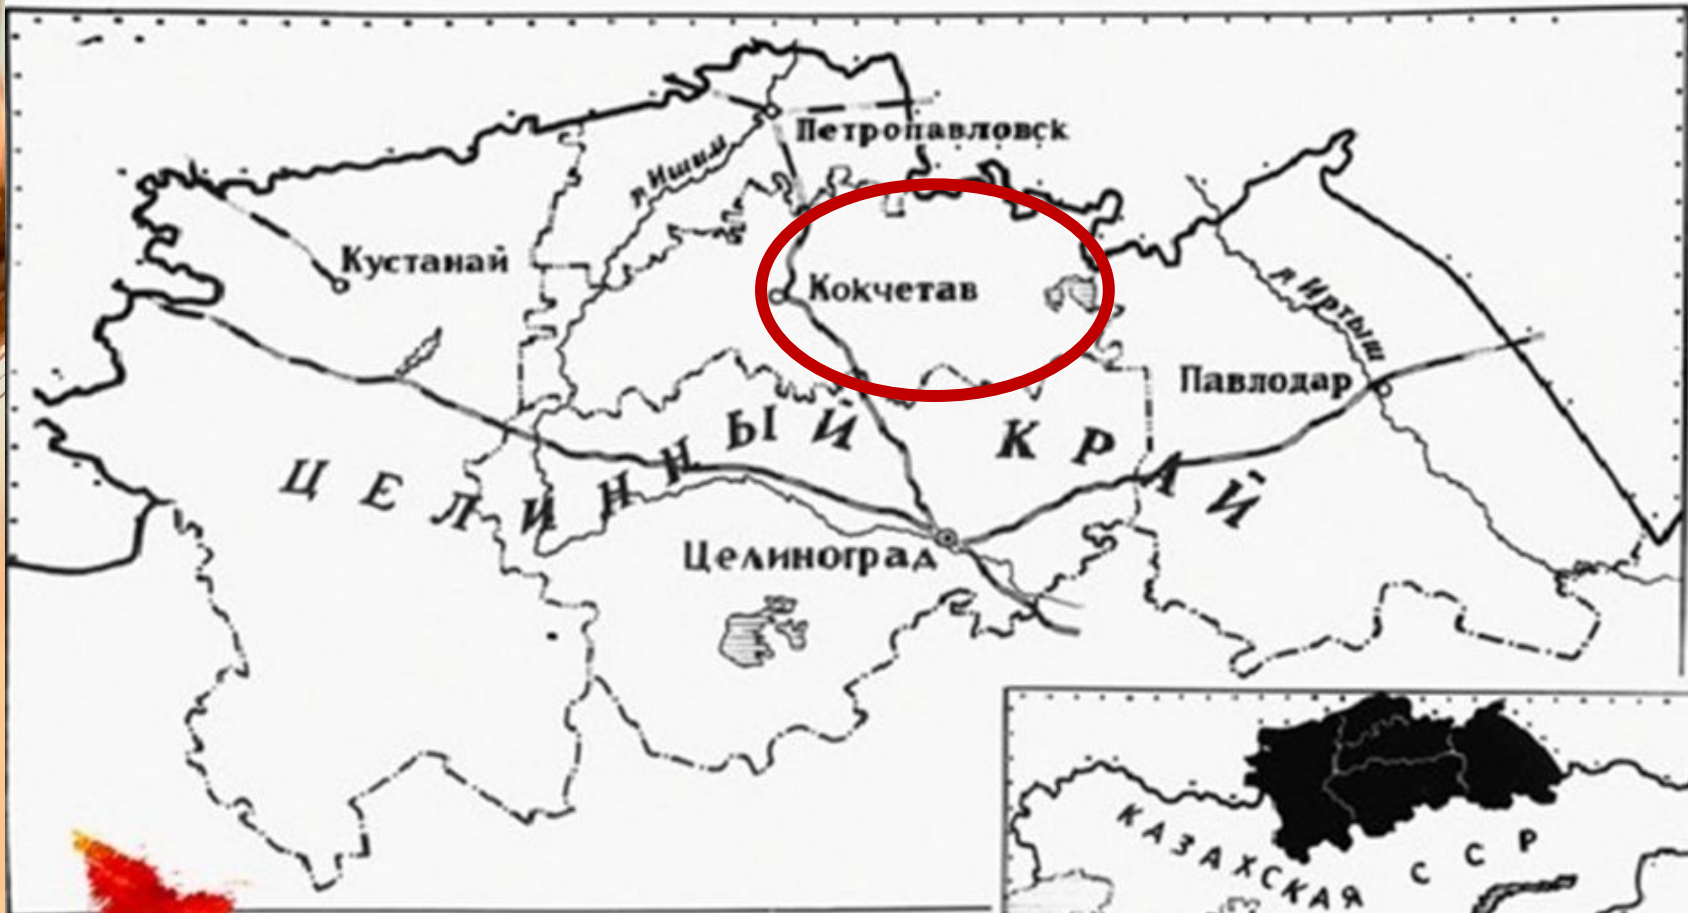 Петропавловск
р. Ишим
Кустанай
Кокчетав
р. Иртыш
Павлодар
ЦЕЛИННЫЙ КРАЙ
Целиноград
КАЗАХСКАЯ ССР